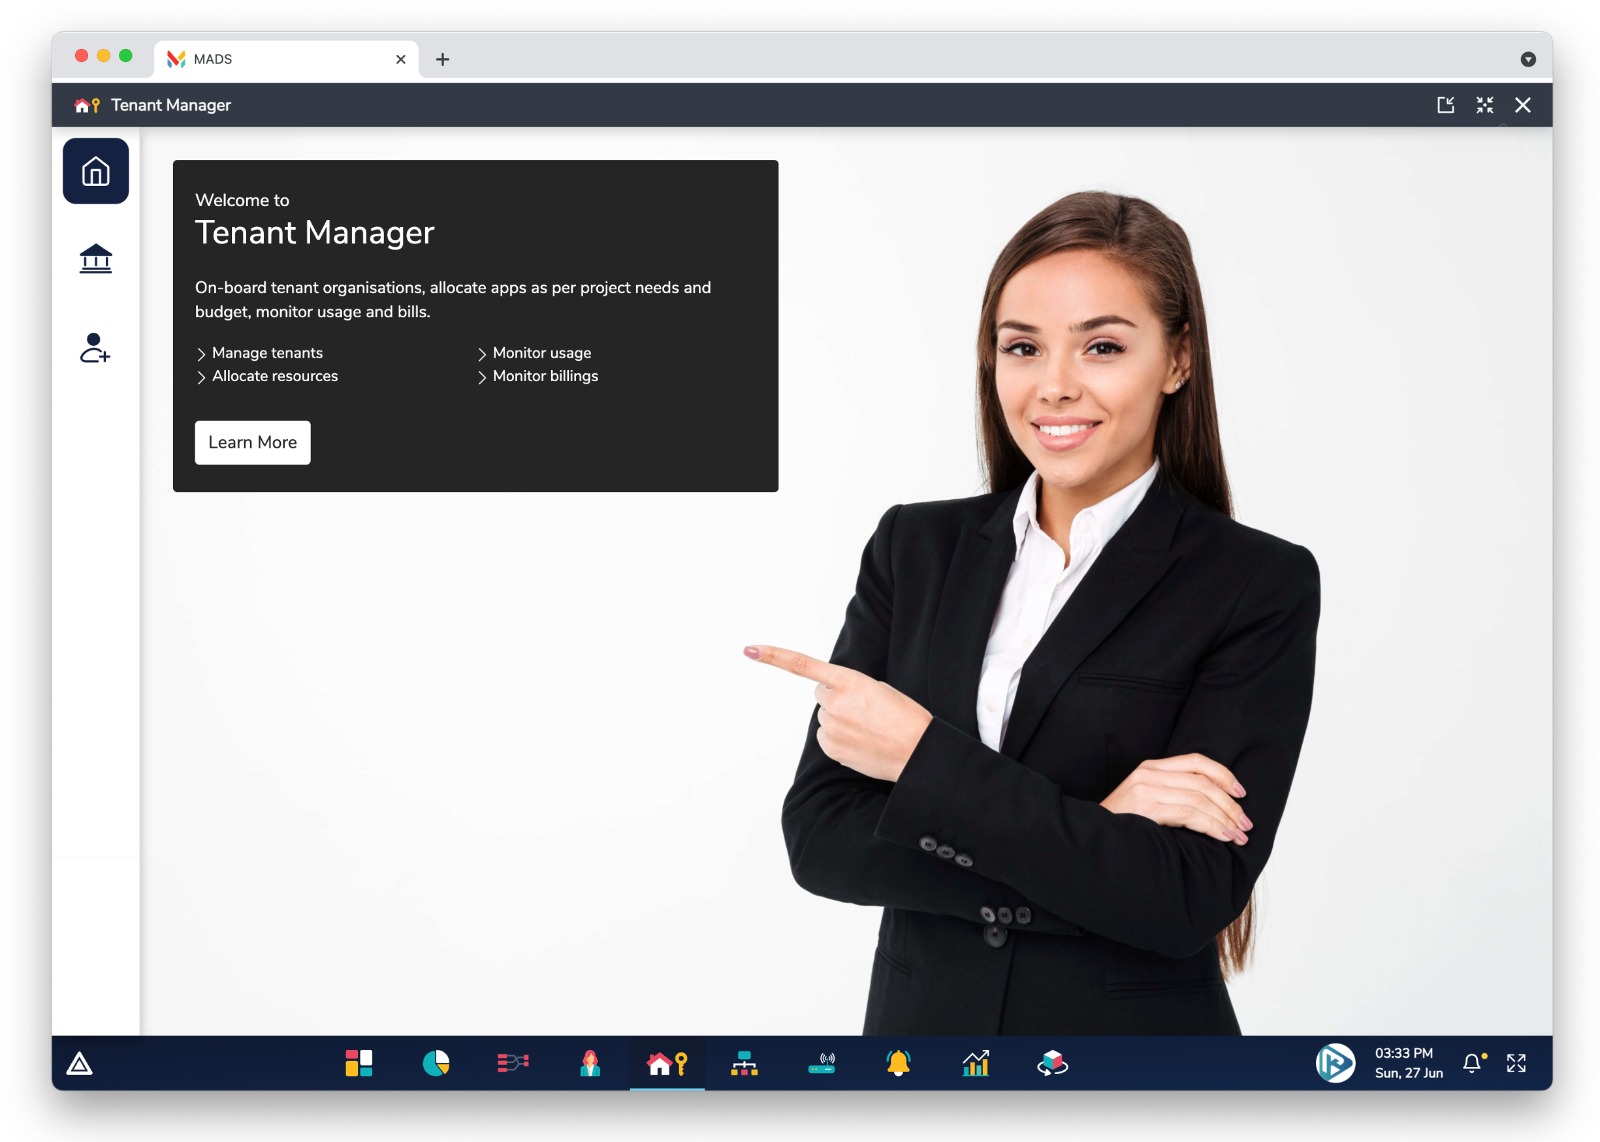 MADS
Tenant Manager
Welcome to
Tenant Manager
On-board tenant organisations, allocate apps as per project needs and
budget, monitor usage and bills.
Manage tenants
Monitor usage
Allocate resources
Monitor billings
Learn More
03:33 PM
Sun, 27 Jun